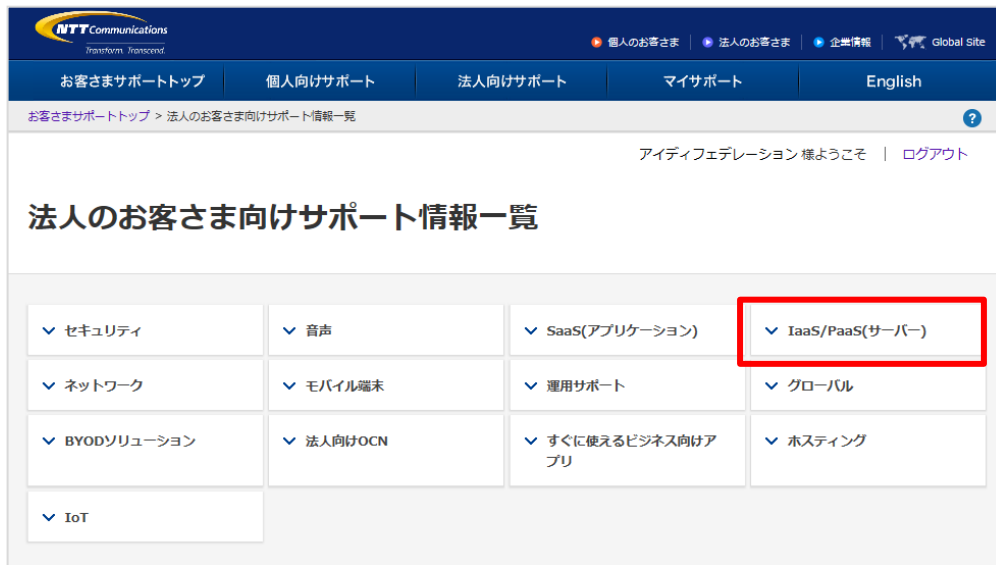 NTT Communications
Transform. Transcend.
個人のお客さま 法人のお客さま 企業情報 Global Site
お客さまサポートトップ 個人向けサポート 法人向けサポート マイサポート English
お客さまサポートトップ > 法人のお客さま向けサポート情報一覧 ?
アイディフェデレーション 様ようこそ | ログアウト
法人のお客さま向けサポート情報一覧
セキュリティ 音声 SaaS(アプリケーション) IaaS/PaaS(サーバー)
ネットワーク モバイル端末 運用サポート グローバル
BYODソリューション 法人向けOCN すぐに使えるビジネス向けア
プリ ホスティング
IoT